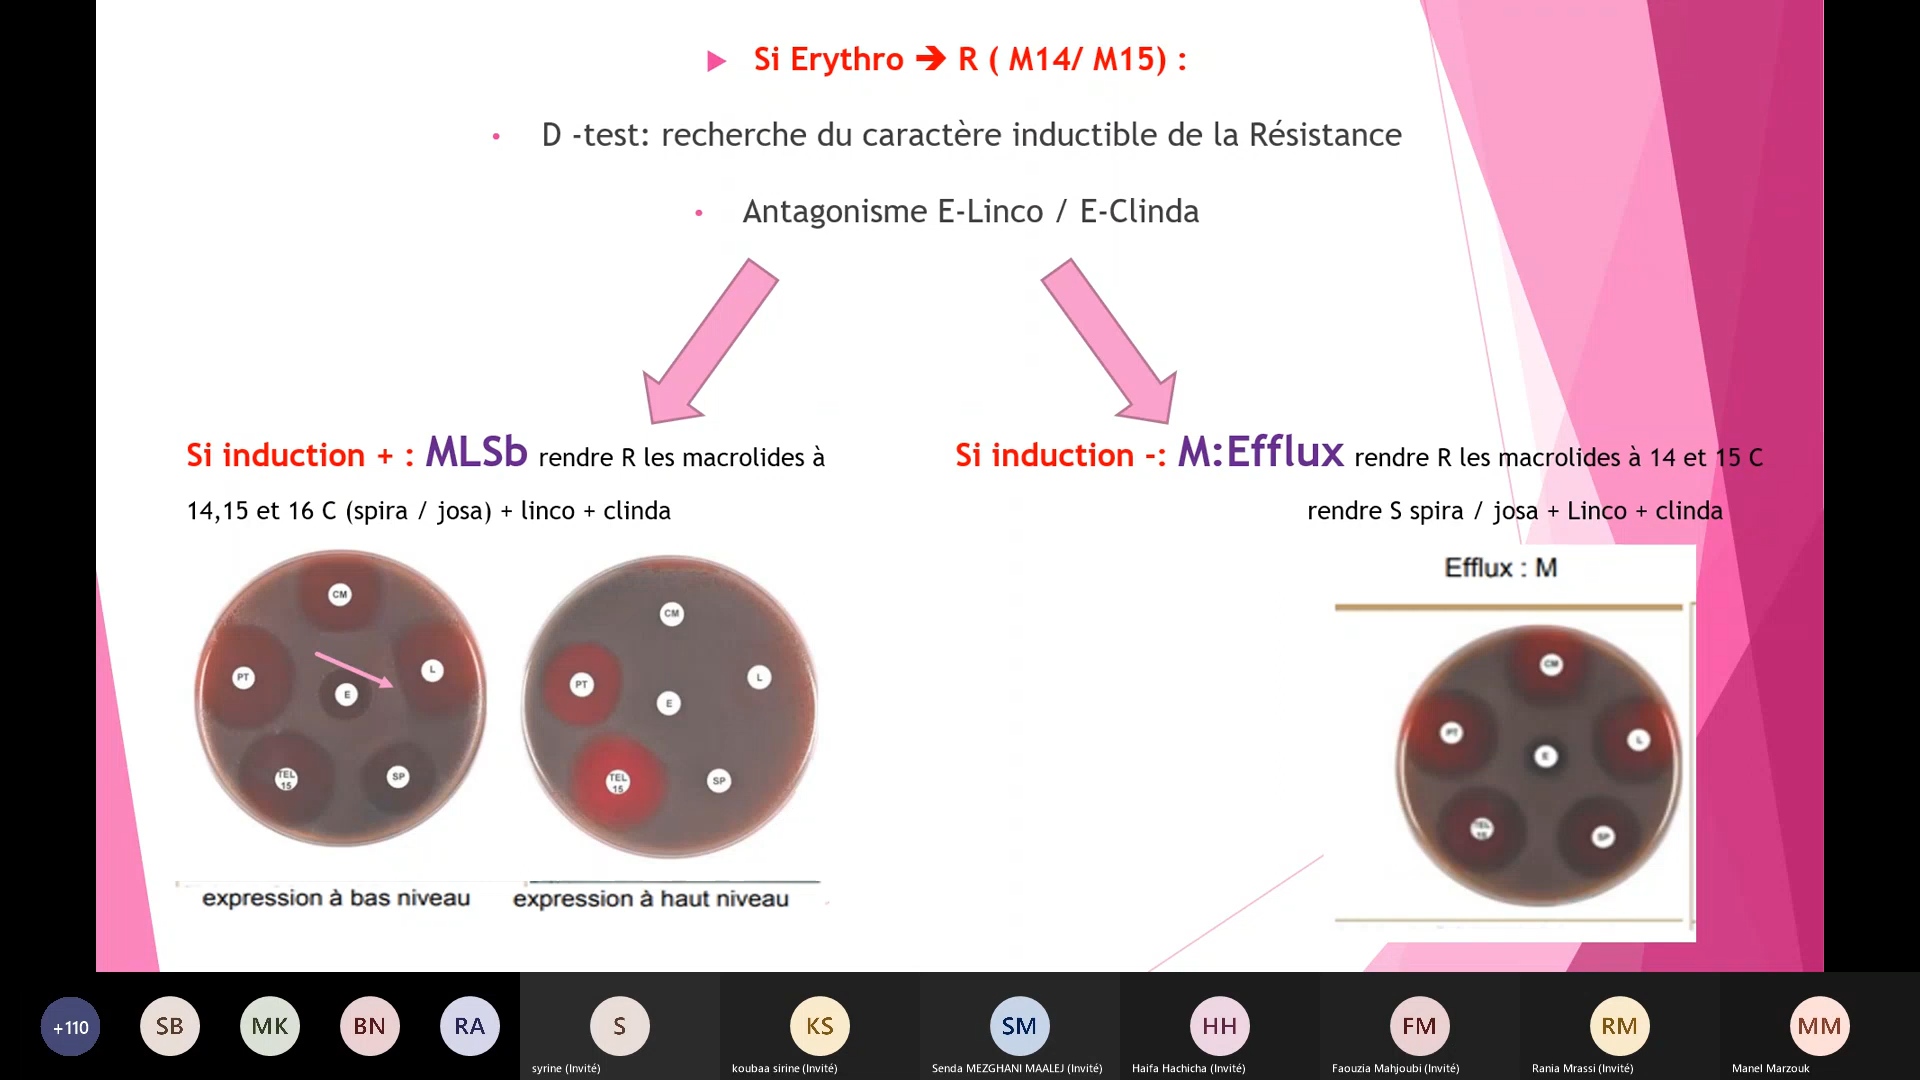 Si Erythro ➔ R ( M14/ M15) :
D -test: recherche du caractère inductible de la Résistance
Antagonisme E-Linco / E-Clinda
Si induction + : MLSb rendre R les macrolides à
14,15 et 16 C (spira / josa) + linco + clinda
Si induction -: M:Efflux rendre R les macrolides à 14 et 15 C
rendre S spira / josa + Linco + clinda
CM
PT
L
E
TEL
15
SP
expression à bas niveau
CM
PT
L
E
TEL
15
SP
expression à haut niveau
Efflux : M
CM
PT
L
E
TEL
15
SP
+110
SB
MK
BN
RA
S
syrine (Invité)
KS
koubaa sirine (Invité)
SM
Senda MEZGHANI MAALEJ (Invité)
HH
Haifa Hachicha (Invité)
FM
Faouzia Mahjoubi (Invité)
RM
Rania Mrassi (Invité)
MM
Manel Marzouk